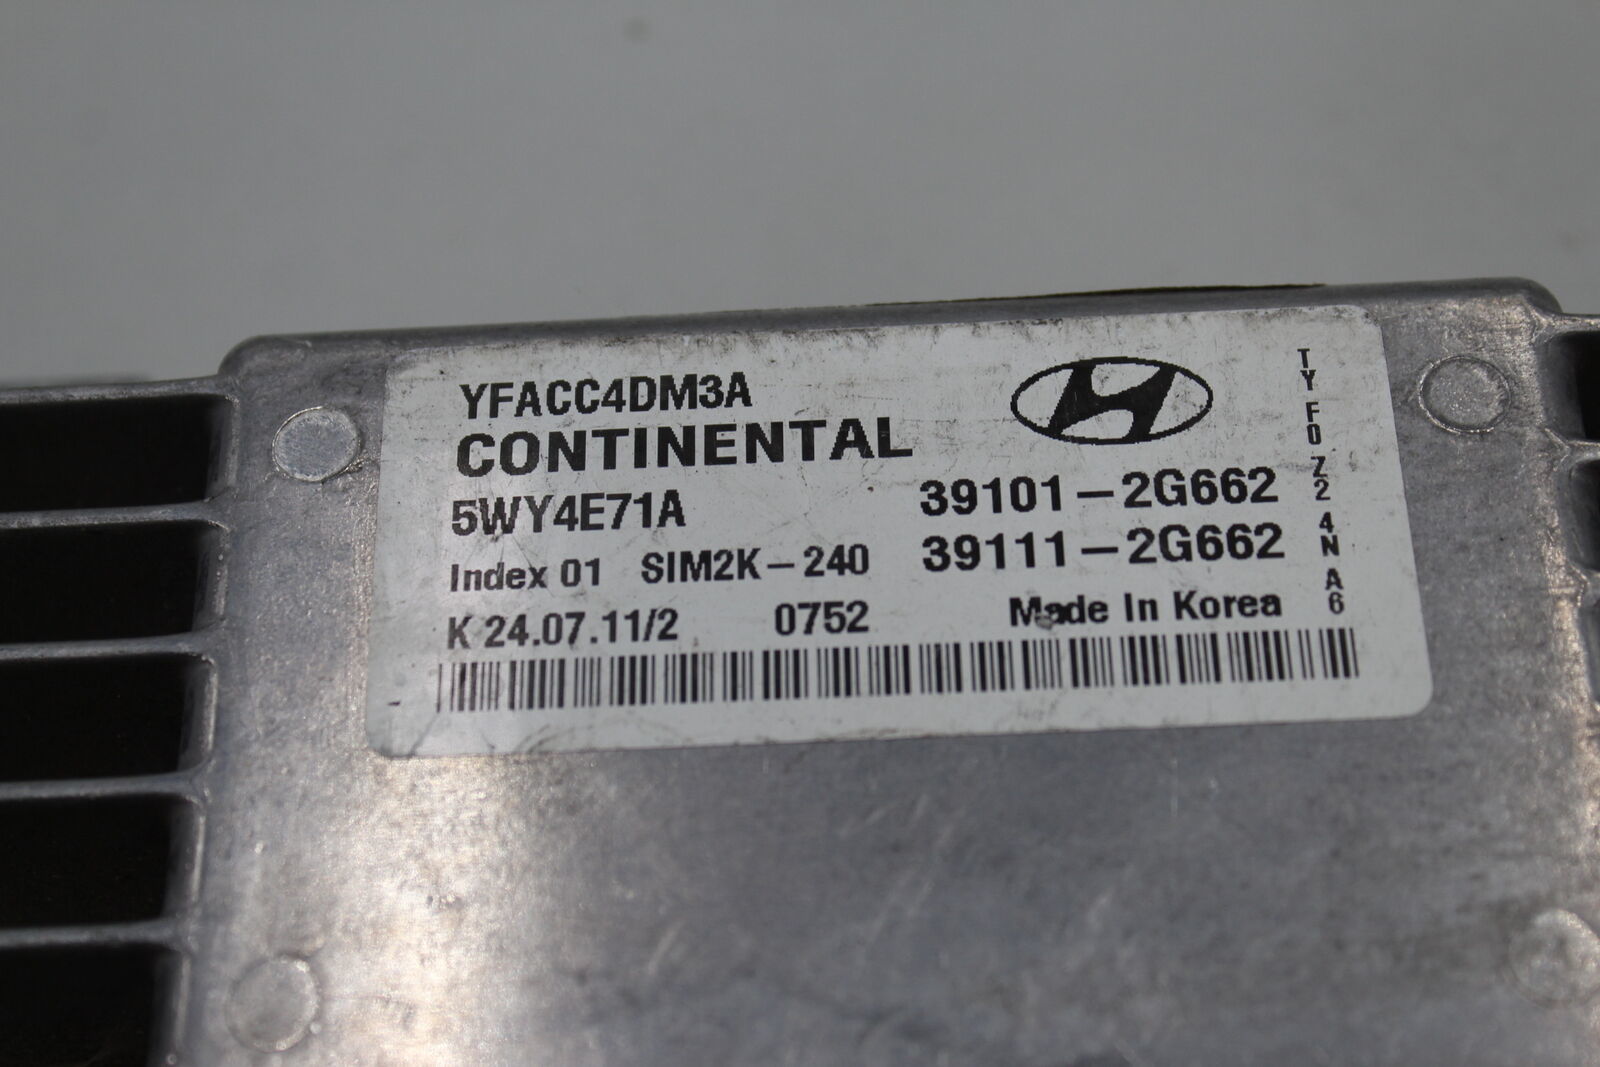 YFACC4DM3A
CONTINENTAL
5WY4E71A
39101-2G662
Index 01 SIM2K-240
39111-2G662
K 24.07.11/2 0752 Made In Korea
TY F0 Z2 4N A6